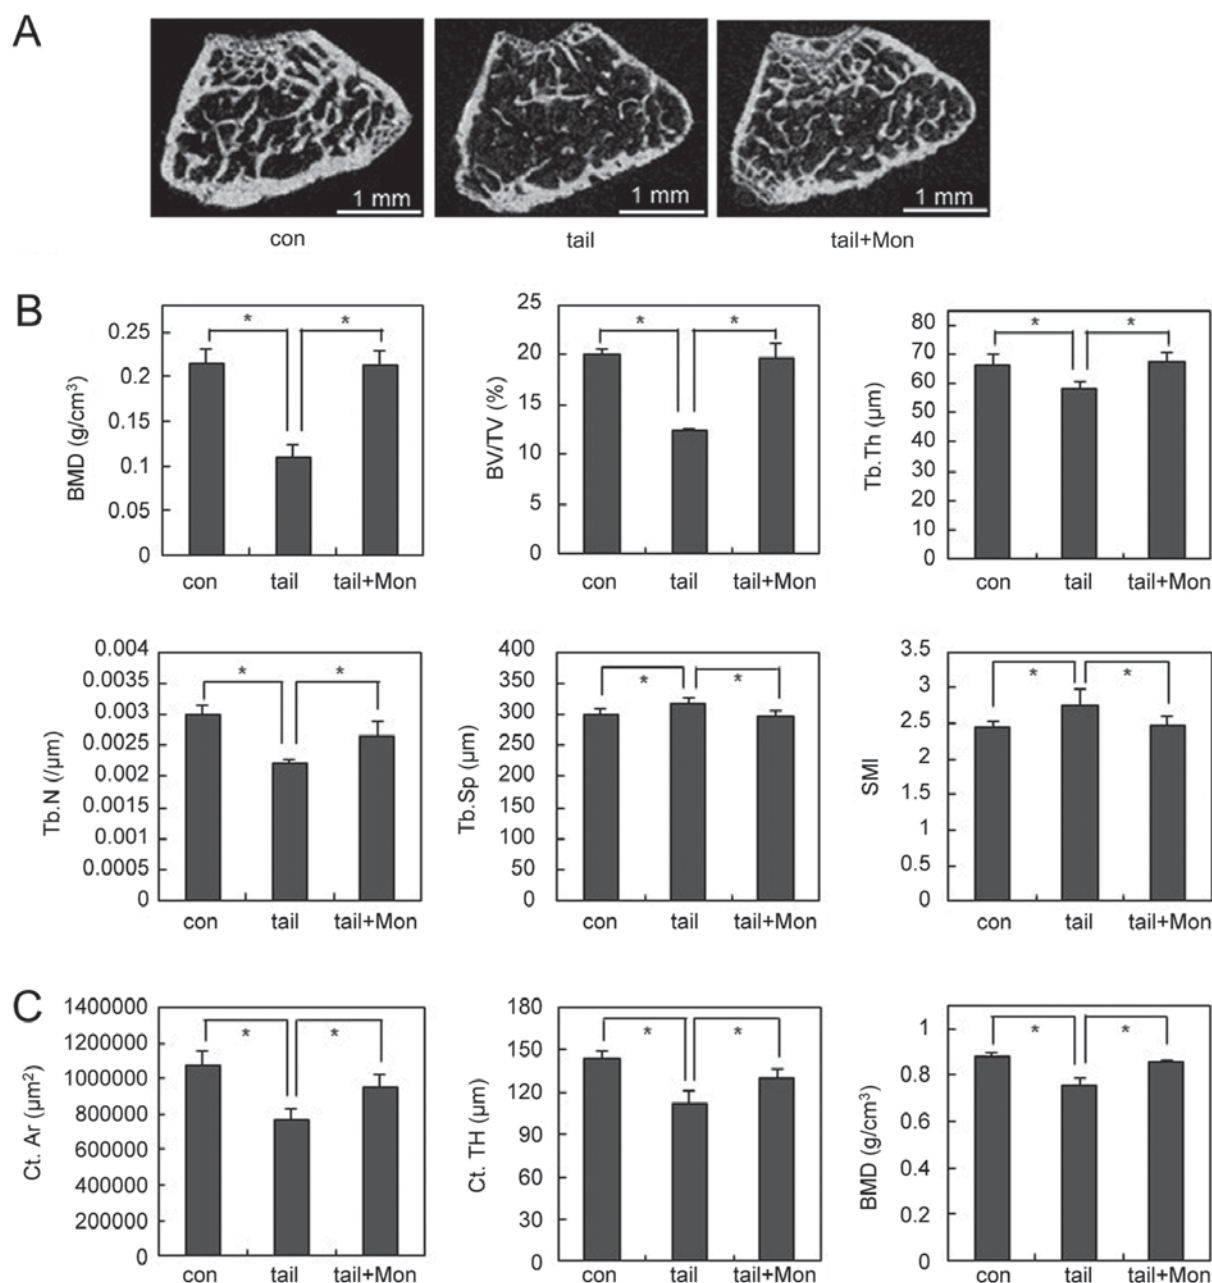 A
1 mm
1 mm
1 mm
con
tail
tail+Mon
B
BMD (g/cm³)
0.25
0.2
0.15
0.1
0.05
0
*
*
con
tail
tail+Mon
BV/TV (%)
25
20
15
10
5
0
*
*
con
tail
tail+Mon
Tb.Th (μm)
80
70
60
50
40
30
20
10
0
*
*
con
tail
tail+Mon
Tb.N (/μm)
0.004
0.0035
0.003
0.0025
0.002
0.0015
0.001
0.0005
0
*
*
con
tail
tail+Mon
Tb.Sp (μm)
400
350
300
250
200
150
100
50
0
*
*
con
tail
tail+Mon
SMI
3.5
3
2.5
2
1.5
1
0.5
0
*
*
con
tail
tail+Mon
C
Ct. Ar (μm²)
1400000
1200000
1000000
800000
600000
400000
200000
0
*
*
con
tail
tail+Mon
Ct. TH (μm)
180
150
120
90
60
30
0
*
*
con
tail
tail+Mon
BMD (g/cm³)
1
0.8
0.6
0.4
0.2
0
*
*
con
tail
tail+Mon